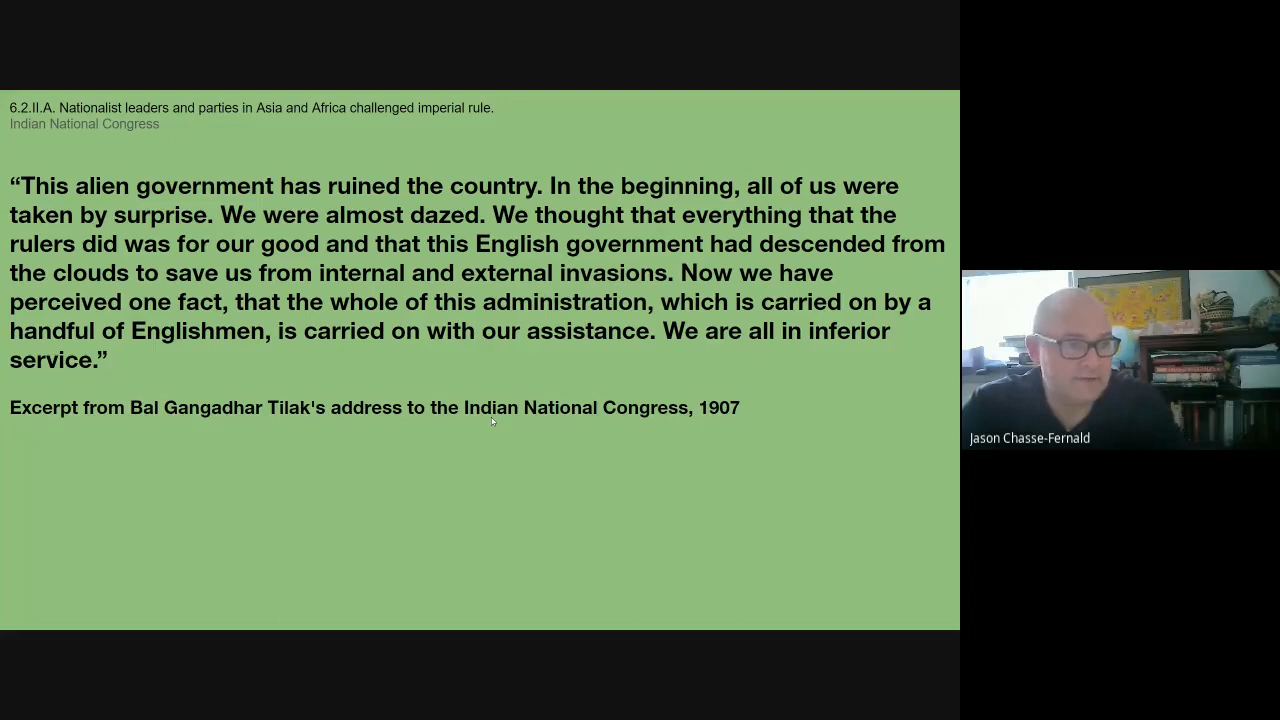 6.2.II.A. Nationalist leaders and parties in Asia and Africa challenged imperial rule.
Indian National Congress
“This alien government has ruined the country. In the beginning, all of us were
taken by surprise. We were almost dazed. We thought that everything that the
rulers did was for our good and that this English government had descended from
the clouds to save us from internal and external invasions. Now we have
perceived one fact, that the whole of this administration, which is carried on by a
handful of Englishmen, is carried on with our assistance. We are all in inferior
service.”
Excerpt from Bal Gangadhar Tilak's address to the Indian National Congress, 1907
Jason Chasse-Fernald